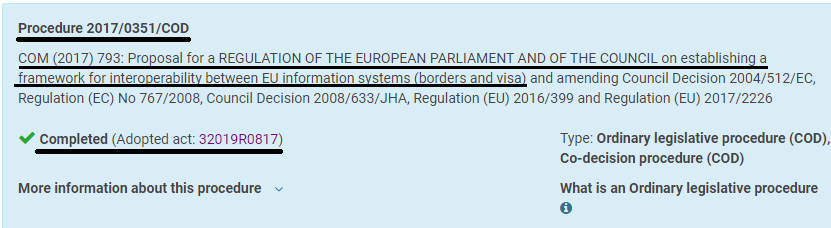 Procedure 2017/0351/COD
COM (2017) 793: Proposal for a REGULATION OF THE EUROPEAN PARLIAMENT AND OF THE COUNCIL on establishing a
framework for interoperability between EU information systems (borders and visa) and amending Council Decision 2004/512/EC,
Regulation (EC) No 767/2008, Council Decision 2008/633/JHA, Regulation (EU) 2016/399 and Regulation (EU) 2017/2226
Completed (Adopted act: 32019R0817)
Type: Ordinary legislative procedure (COD),
Co-decision procedure (COD)
More information about this procedure
What is an Ordinary legislative procedure